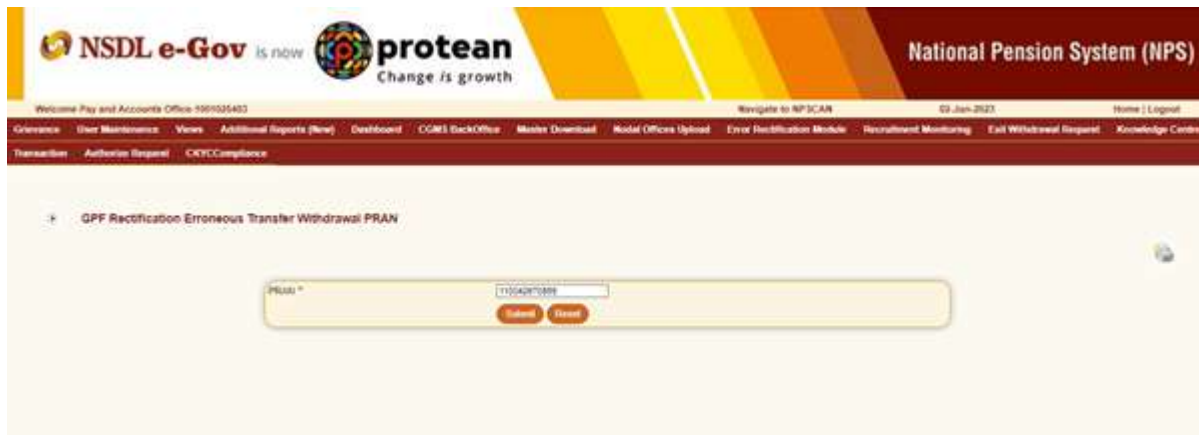 NSDL e-Gov is now protean
Change is growth
National Pension System (NPS)
Welcome Pay and Accounts Office-
Navigate to NPSCAN
02-Jan-2023
Home | Logout
Grievance User Maintenance Views Additional Reports (New) Dashboard CGMS BackOffice Master Download Nodal Offices Upload Error Rectification Module Recruitment Monitoring Exit Withdrawal Request Knowledge Centr
Transaction Authorize Request CKYCCompliance
GPF Rectification Erroneous Transfer Withdrawal PRAN
PRAN *
Submit Reset